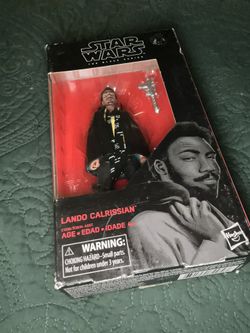 STAR
WARS
THE BLACK SERIES
LANDO CALRISSIAN
AGE • EDAD • IDADE
WARNING:
CHOKING HAZARD–Small parts.
Not for children under 3 years.
Hasbro